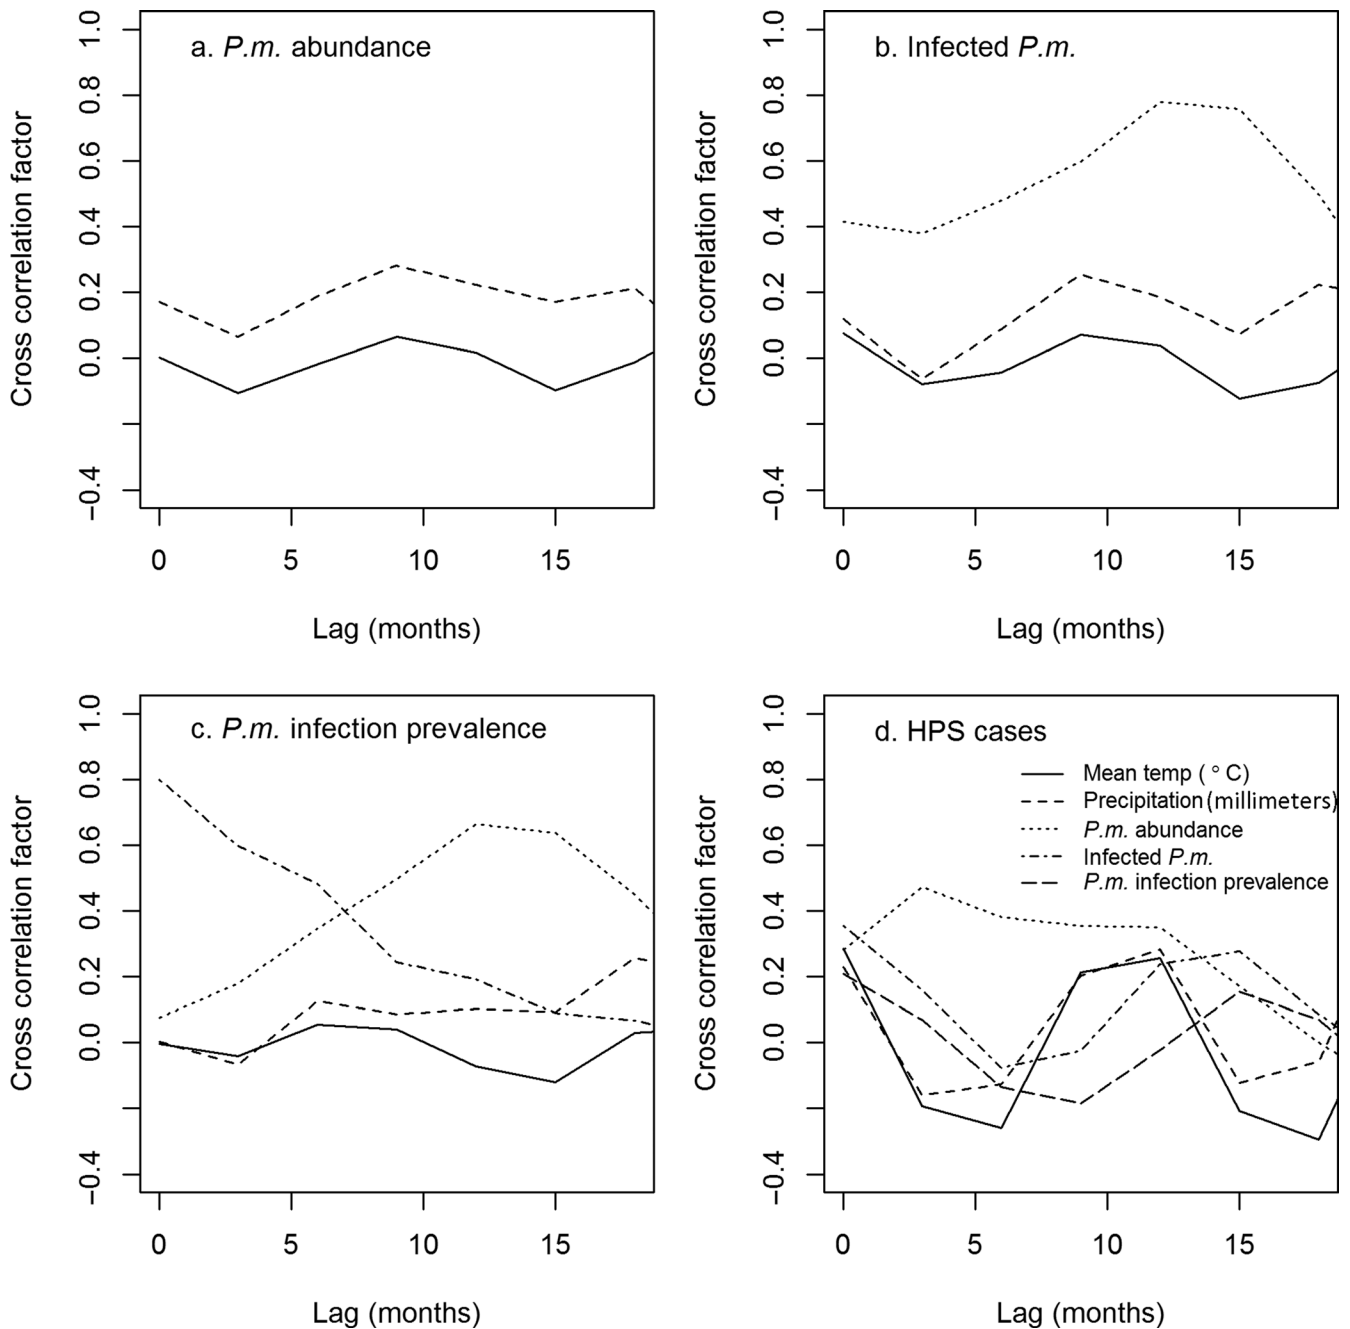 a. P.m. abundance
Cross correlation factor
1.0
0.8
0.6
0.4
0.2
0.0
−0.4
0 5 10 15
Lag (months)
b. Infected P.m.
Cross correlation factor
1.0
0.8
0.6
0.4
0.2
0.0
−0.4
0 5 10 15
Lag (months)
c. P.m. infection prevalence
Cross correlation factor
1.0
0.8
0.6
0.4
0.2
0.0
−0.4
0 5 10 15
Lag (months)
d. HPS cases
Mean temp (°C)
Precipitation (millimeters)
P.m. abundance
Infected P.m.
P.m. infection prevalence
Cross correlation factor
1.0
0.8
0.6
0.4
0.2
0.0
−0.4
0 5 10 15
Lag (months)